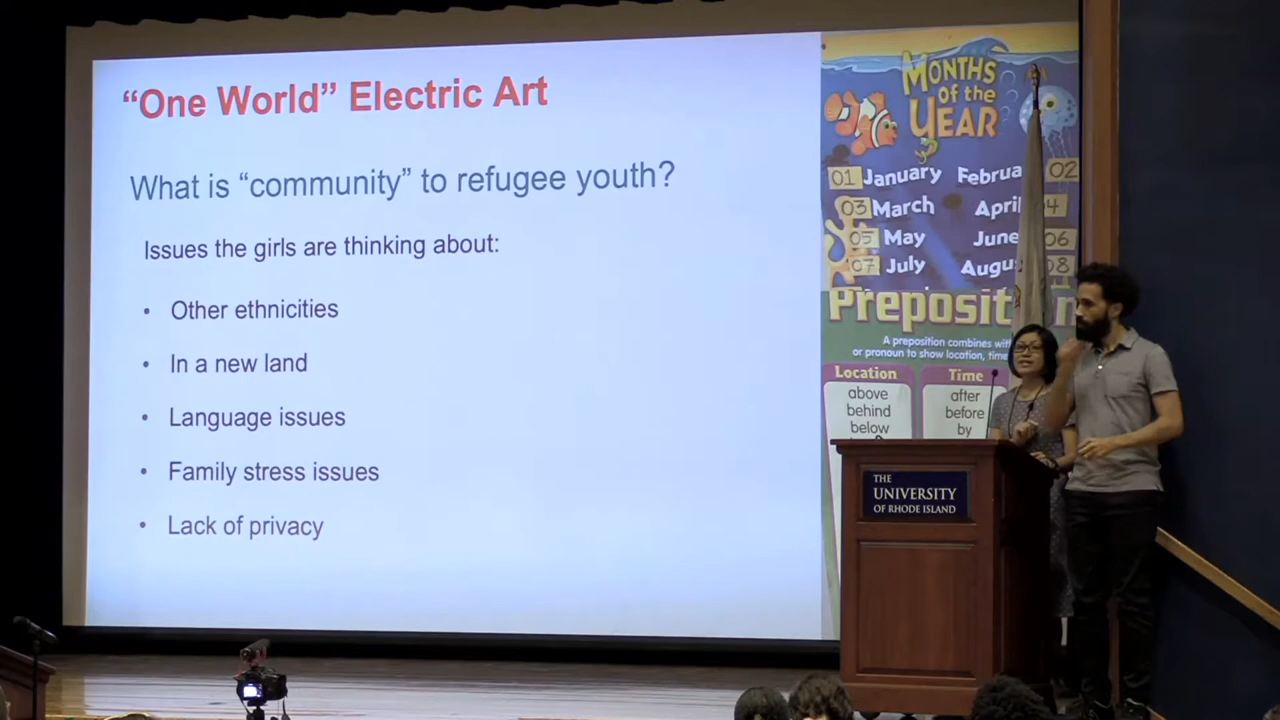 “One World” Electric Art
What is “community” to refugee youth?
Issues the girls are thinking about:
• Other ethnicities
• In a new land
• Language issues
• Family stress issues
• Lack of privacy
MONTHS
of the
YEAR
01 January Februa 02
03 March April 04
05 May June 06
07 July Augu 08
Preposit n
A preposition combines wit
or pronoun to show location, time
Location Time
above after
behind before
below by
THE
UNIVERSITY
OF RHODE ISLAND